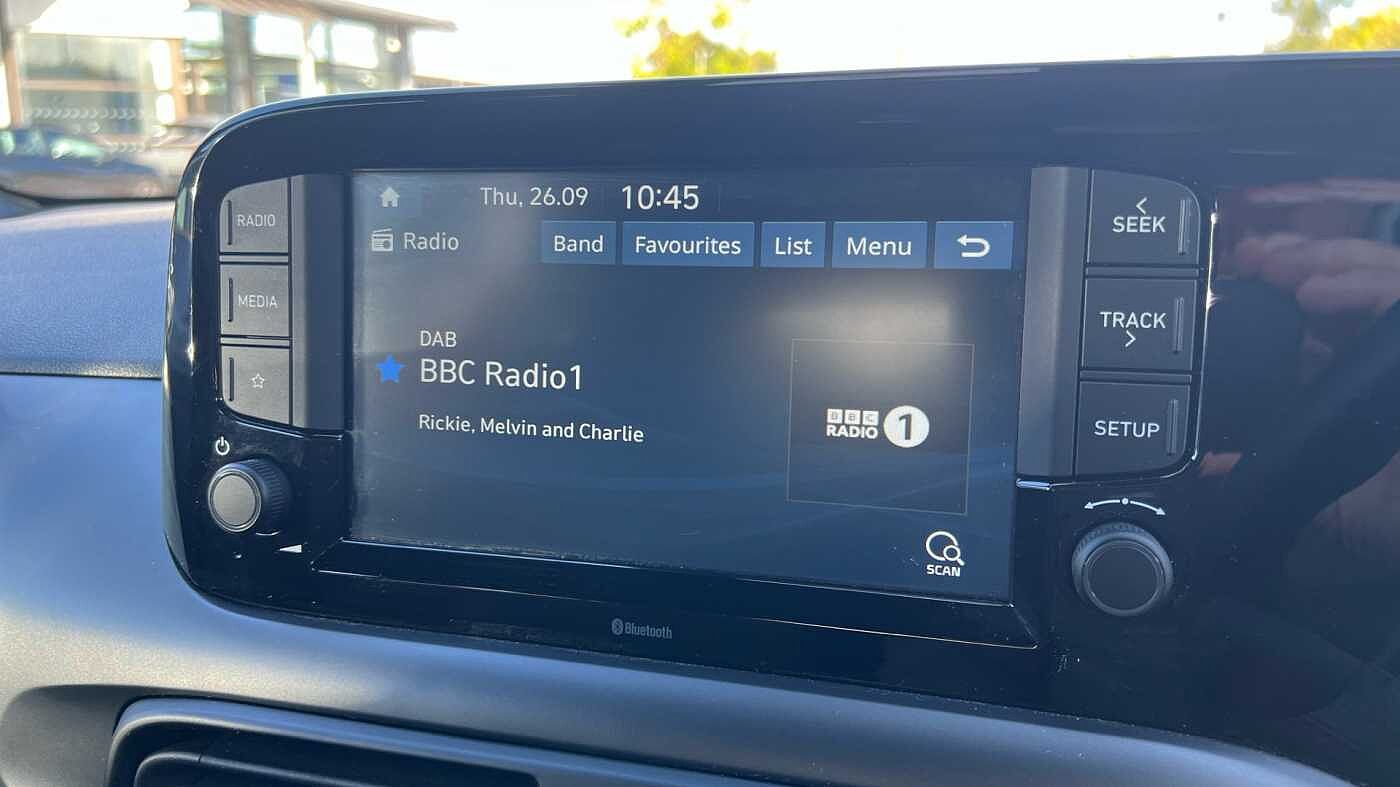 RADIO
MEDIA
Thu, 26.09 10:45
Radio Band Favourites List Menu
DAB
BBC Radio1
Rickie, Melvin and Charlie
BBC
RADIO 1
SCAN
SEEK
TRACK
SETUP
Bluetooth